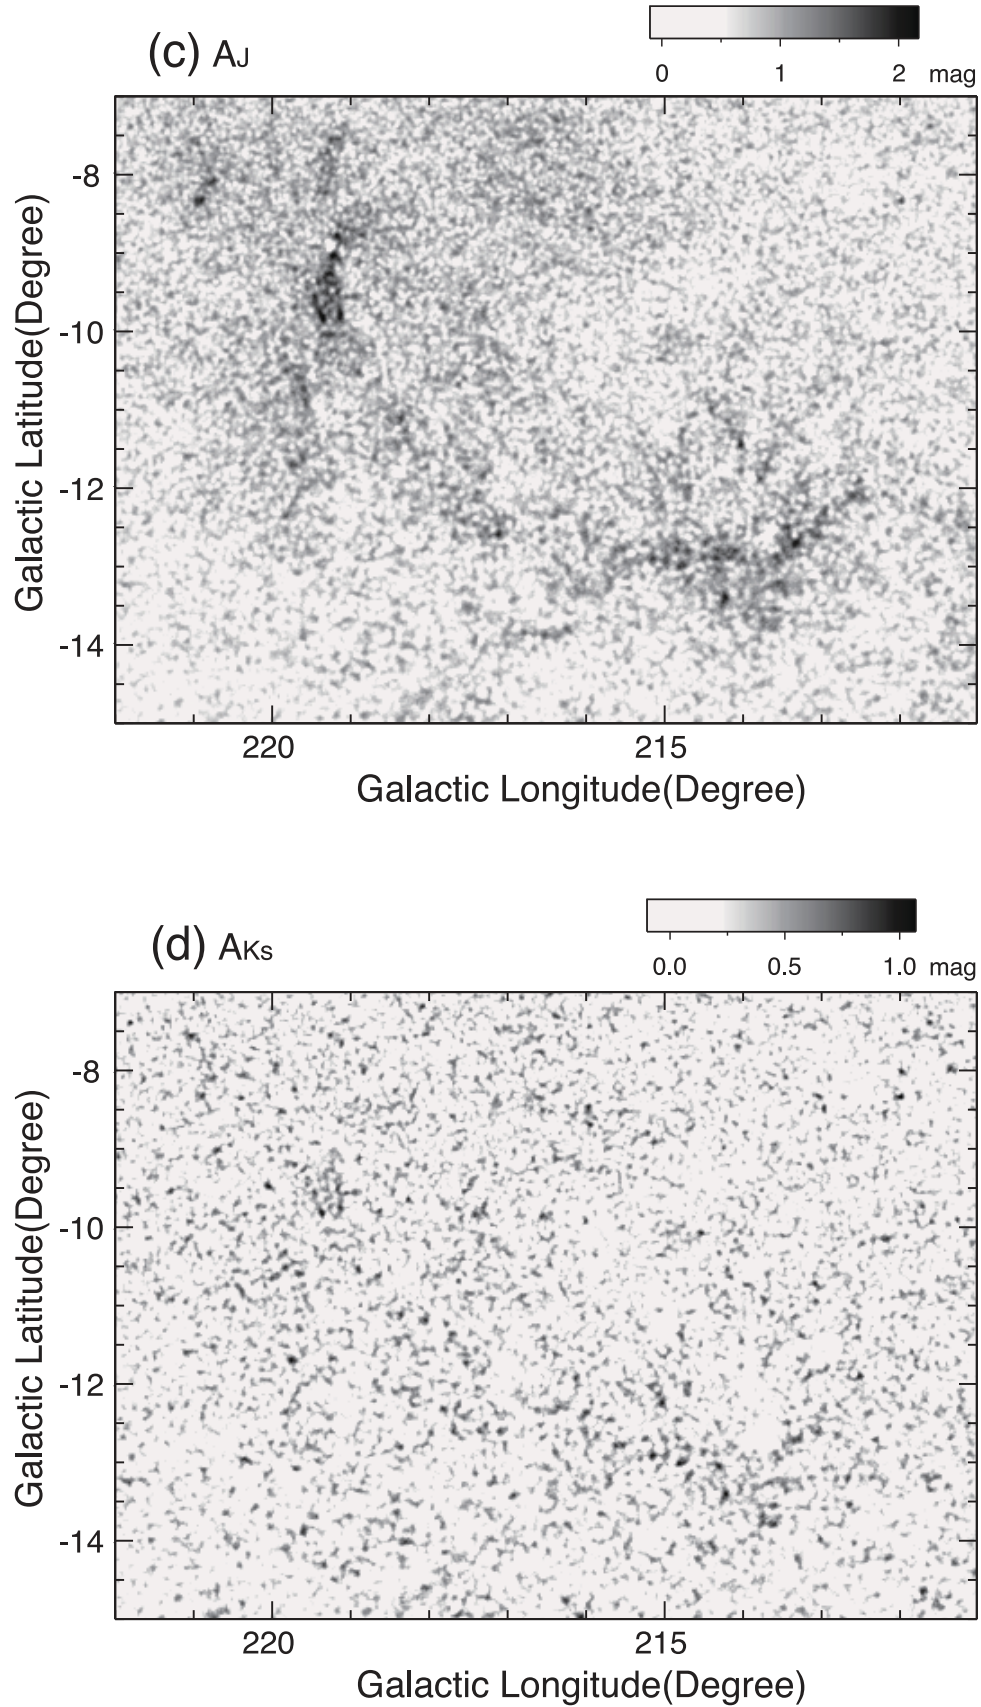 (c) AJ
0 1 2 mag
-8
-10
-12
-14
Galactic Latitude(Degree)
220 215
Galactic Longitude(Degree)
(d) AKs
0.0 0.5 1.0 mag
-8
-10
-12
-14
Galactic Latitude(Degree)
220 215
Galactic Longitude(Degree)